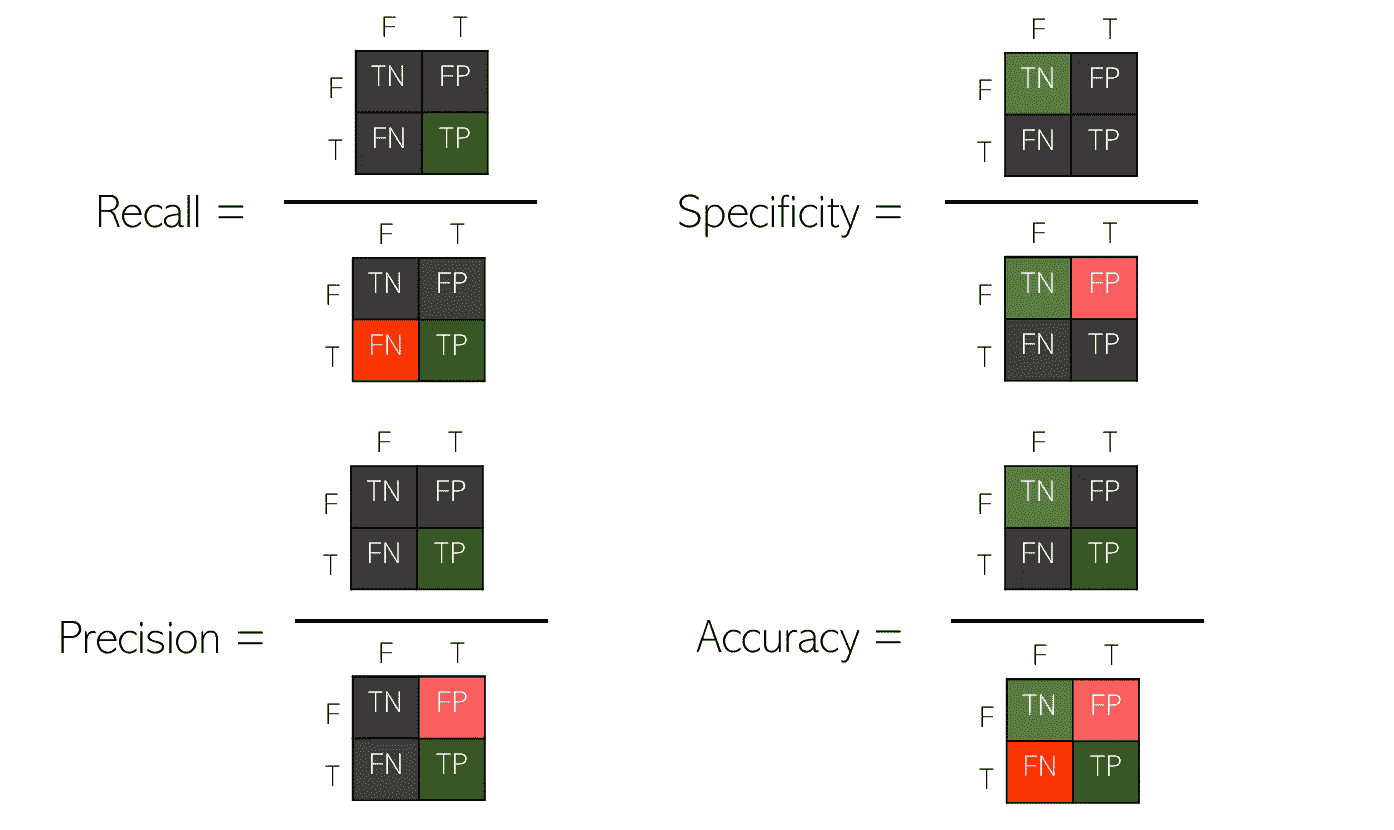 F T
F TN FP
T FN TP
Recall =
F T
F TN FP
T FN TP
F T
F TN FP
T FN TP
Specificity =
F T
F TN FP
T FN TP
F T
F TN FP
T FN TP
Precision =
F T
F TN FP
T FN TP
F T
F TN FP
T FN TP
Accuracy =
F T
F TN FP
T FN TP